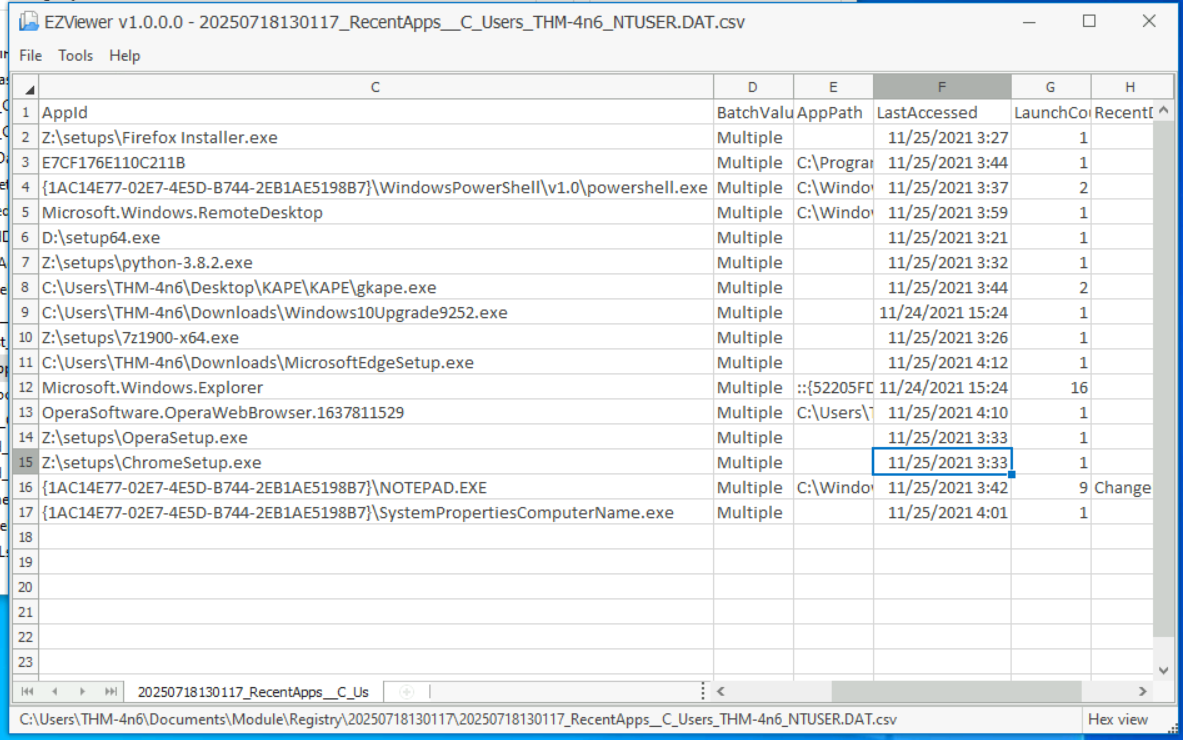 EZViewer v1.0.0.0 - 20250718130117_RecentApps__C_Users_THM-4n6_NTUSER.DAT.csv
File Tools Help
C D E F G H
1 AppId BatchValu AppPath LastAccessed LaunchCou RecentD
2 Z:\setups\Firefox Installer.exe Multiple 11/25/2021 3:27 1
3 E7CF176E110C211B Multiple C:\Prograr 11/25/2021 3:44 1
4 {1AC14E77-02E7-4E5D-B744-2EB1AE5198B7}\WindowsPowerShell\v1.0\powershell.exe Multiple C:\Windov 11/25/2021 3:37 2
5 Microsoft.Windows.RemoteDesktop Multiple C:\Windov 11/25/2021 3:59 1
6 D:\setup64.exe Multiple 11/25/2021 3:21 1
7 Z:\setups\python-3.8.2.exe Multiple 11/25/2021 3:32 1
8 C:\Users\THM-4n6\Desktop\KAPE\KAPE\gkape.exe Multiple 11/25/2021 3:44 2
9 C:\Users\THM-4n6\Downloads\Windows10Upgrade9252.exe Multiple 11/24/2021 15:24 1
10 Z:\setups\7z1900-x64.exe Multiple 11/25/2021 3:26 1
11 C:\Users\THM-4n6\Downloads\MicrosoftEdgeSetup.exe Multiple 11/25/2021 4:12 1
12 Microsoft.Windows.Explorer Multiple ::{52205FD 11/24/2021 15:24 16
13 OperaSoftware.OperaWebBrowser.1637811529 Multiple C:\Users\T 11/25/2021 4:10 1
14 Z:\setups\OperaSetup.exe Multiple 11/25/2021 3:33 1
15 Z:\setups\ChromeSetup.exe Multiple 11/25/2021 3:33 1
16 {1AC14E77-02E7-4E5D-B744-2EB1AE5198B7}\NOTEPAD.EXE Multiple C:\Windov 11/25/2021 3:42 9 Change
17 {1AC14E77-02E7-4E5D-B744-2EB1AE5198B7}\SystemPropertiesComputerName.exe Multiple 11/25/2021 4:01 1
18
19
20
21
22
23
20250718130117_RecentApps__C_Us
C:\Users\THM-4n6\Documents\Module\Registry\20250718130117\20250718130117_RecentApps__C_Users_THM-4n6_NTUSER.DAT.csv Hex view